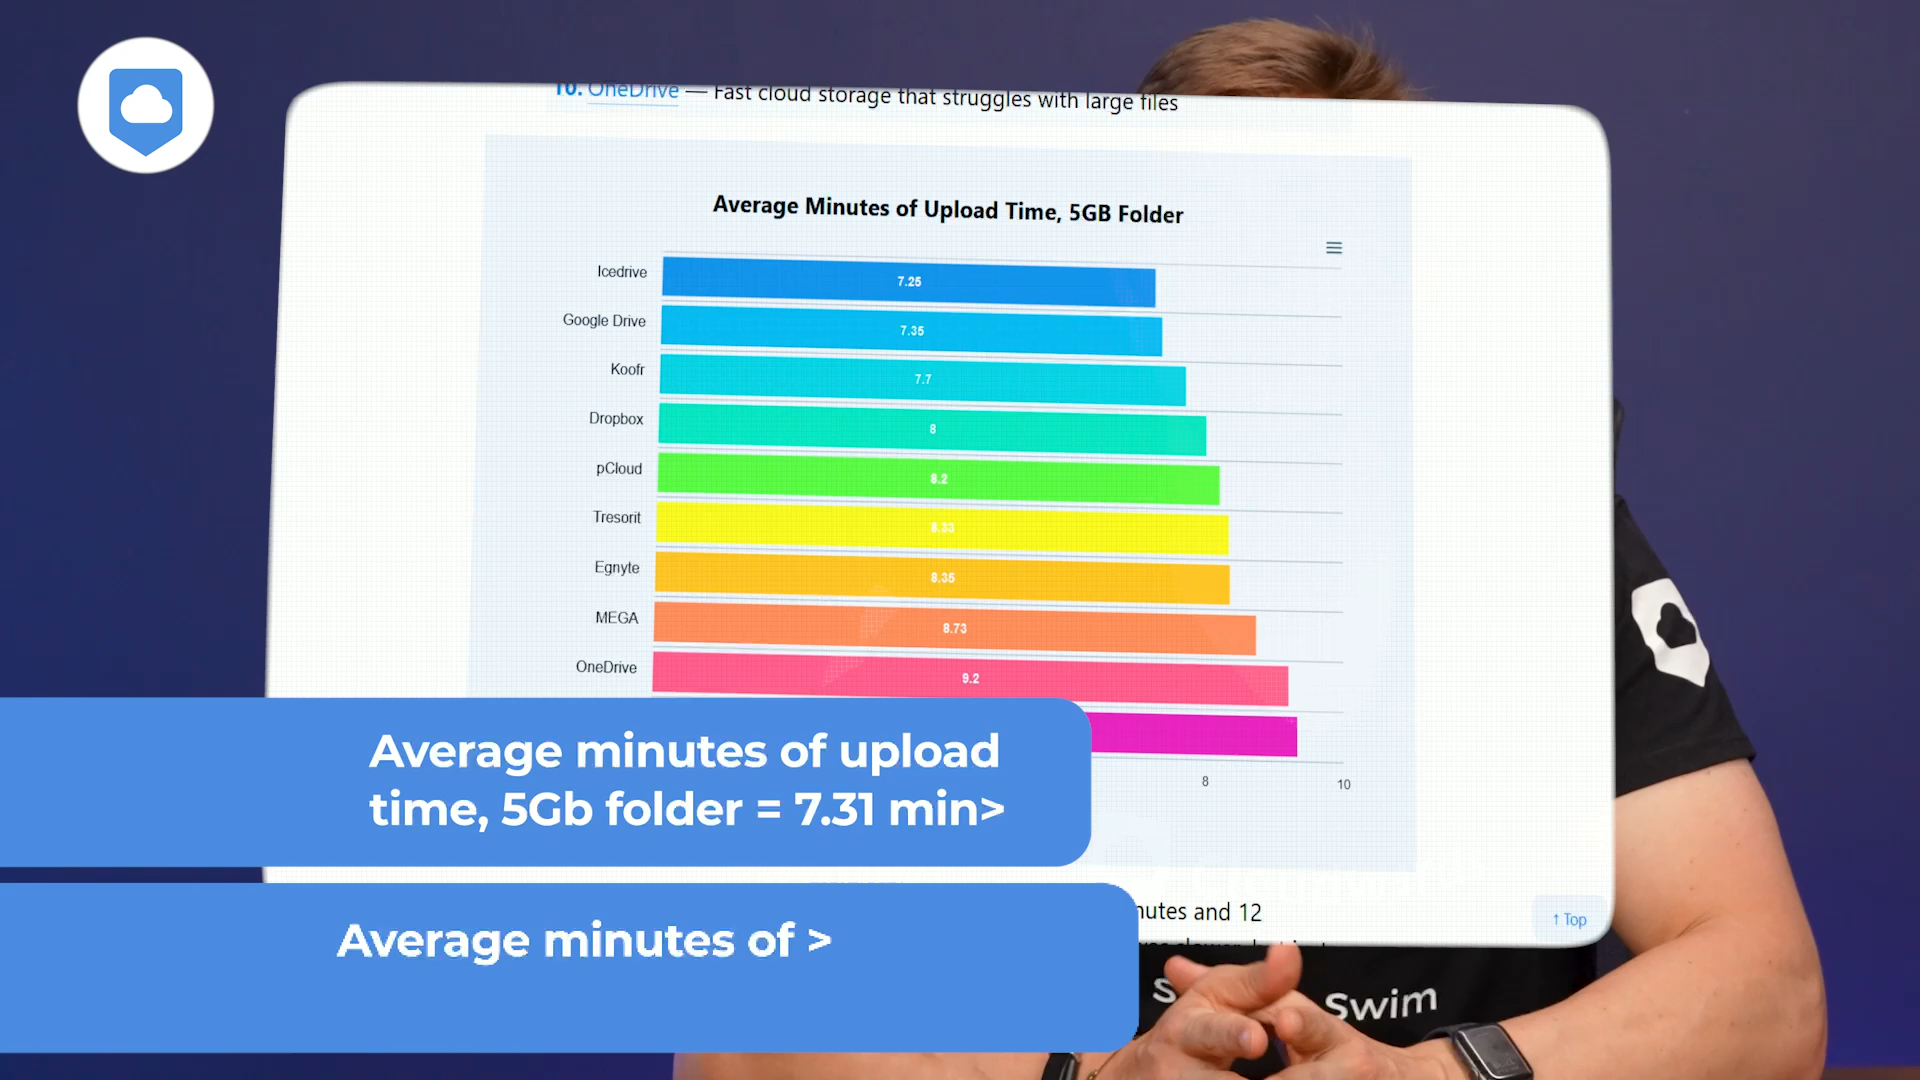 10. OneDrive — Fast cloud storage that struggles with large files
Average Minutes of Upload Time, 5GB Folder
Icedrive 7.25
Google Drive 7.35
Koofr 7.7
Dropbox 8
pCloud 8.2
Tresorit 8.33
Egnyte 8.35
MEGA 8.73
OneDrive 9.2
8 10
Average minutes of upload
time, 5Gb folder = 7.31 min>
and 12
↑ Top
Average minutes of >
Swim